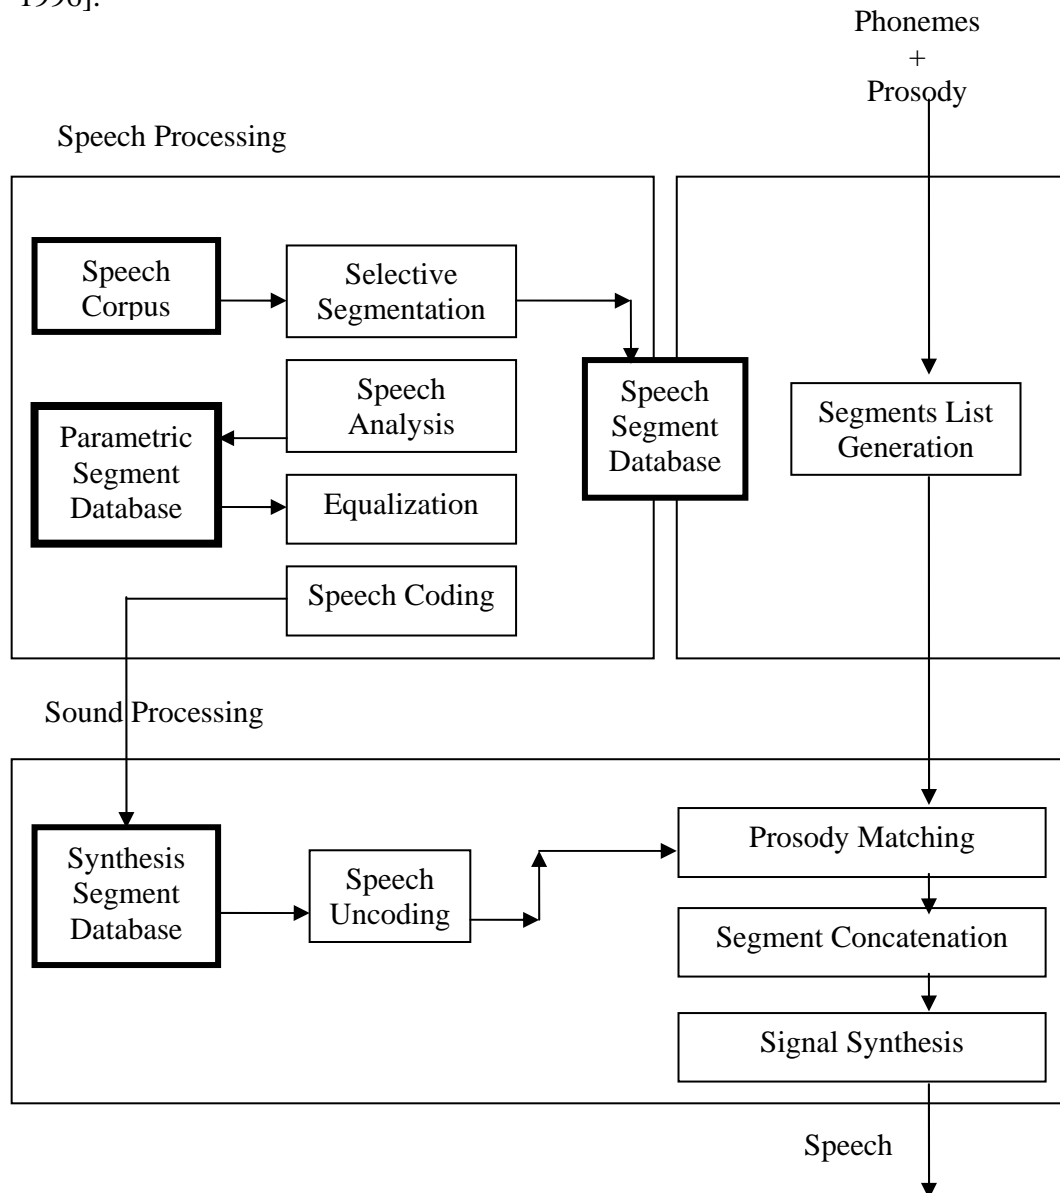 1996].
Phonemes
+
Prosody
Speech Processing
Speech
Corpus
Selective
Segmentation
Speech
Analysis
Parametric
Segment
Database
Equalization
Speech Coding
Speech
Segment
Database
Segments List
Generation
Sound Processing
Synthesis
Segment
Database
Speech
Uncoding
Prosody Matching
Segment Concatenation
Signal Synthesis
Speech